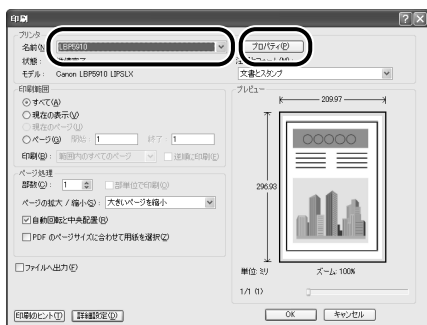 印刷
プリンタ
名前(N): LBP5910 プロパティ(P)
状態:
モデル: Canon LBP5910 LIPSLX 文書とスタンプ
印刷範囲
すべて(A)
現在の表示(V)
現在のページ(U)
ページ(G) 開始: 1 終了: 1
印刷(B): 範囲内のすべてのページ 逆順に印刷(E)
ページ処理
部数(C): 1 部単位で印刷(O)
ページの拡大 / 縮小(S): 大きいページを縮小
自動回転と中央配置(R)
PDF のページサイズに合わせて用紙を選択(Z)
ファイルへ出力(F)
プレビュー
209.97
296.93
単位: ミリ ズーム: 100%
1/1 (1)
印刷のヒント(T) 詳細設定(D) OK キャンセル